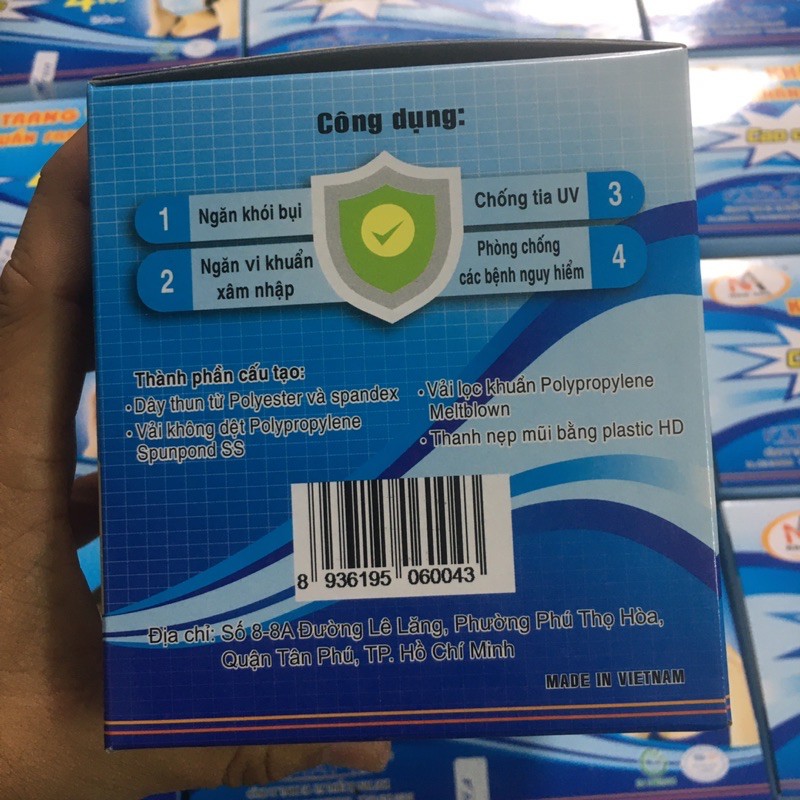 Công dụng:
1 Ngăn khói bụi
2 Ngăn vi khuẩn
xâm nhập
Chống tia UV 3
Phòng chống
các bệnh nguy hiểm 4
Thành phần cấu tạo:
• Dây thun từ Polyester và spandex
• Vải không dệt Polypropylene
Spunpond SS
• Vải lọc khuẩn Polypropylene
Meltblown
• Thanh nẹp mũi bằng plastic HD
8 936195 060043
Địa chỉ: Số 8-8A Đường Lê Lăng, Phường Phú Thọ Hòa,
Quận Tân Phú, TP. Hồ Chí Minh
MADE IN VIETNAM
TRANG